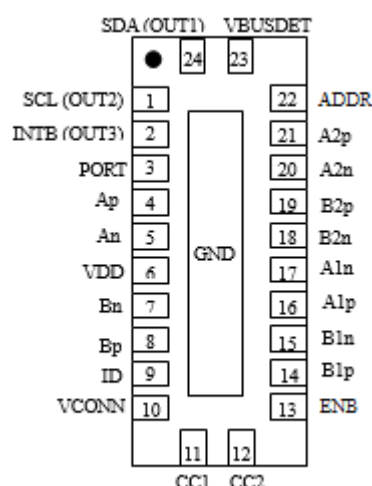 SDA (OUT1) VBUSDET
24 23
SCL (OUT2) 1 22 ADDR
INTB (OUT3) 2 21 A2p
PORT 3 20 A2n
Ap 4 19 B2p
An 5 18 B2n
GND
VDD 6 17 A1n
Bn 7 16 A1p
Bp 8 15 B1n
ID 9 14 B1p
VCONN 10 13 ENB
11 12
CC1 CC2